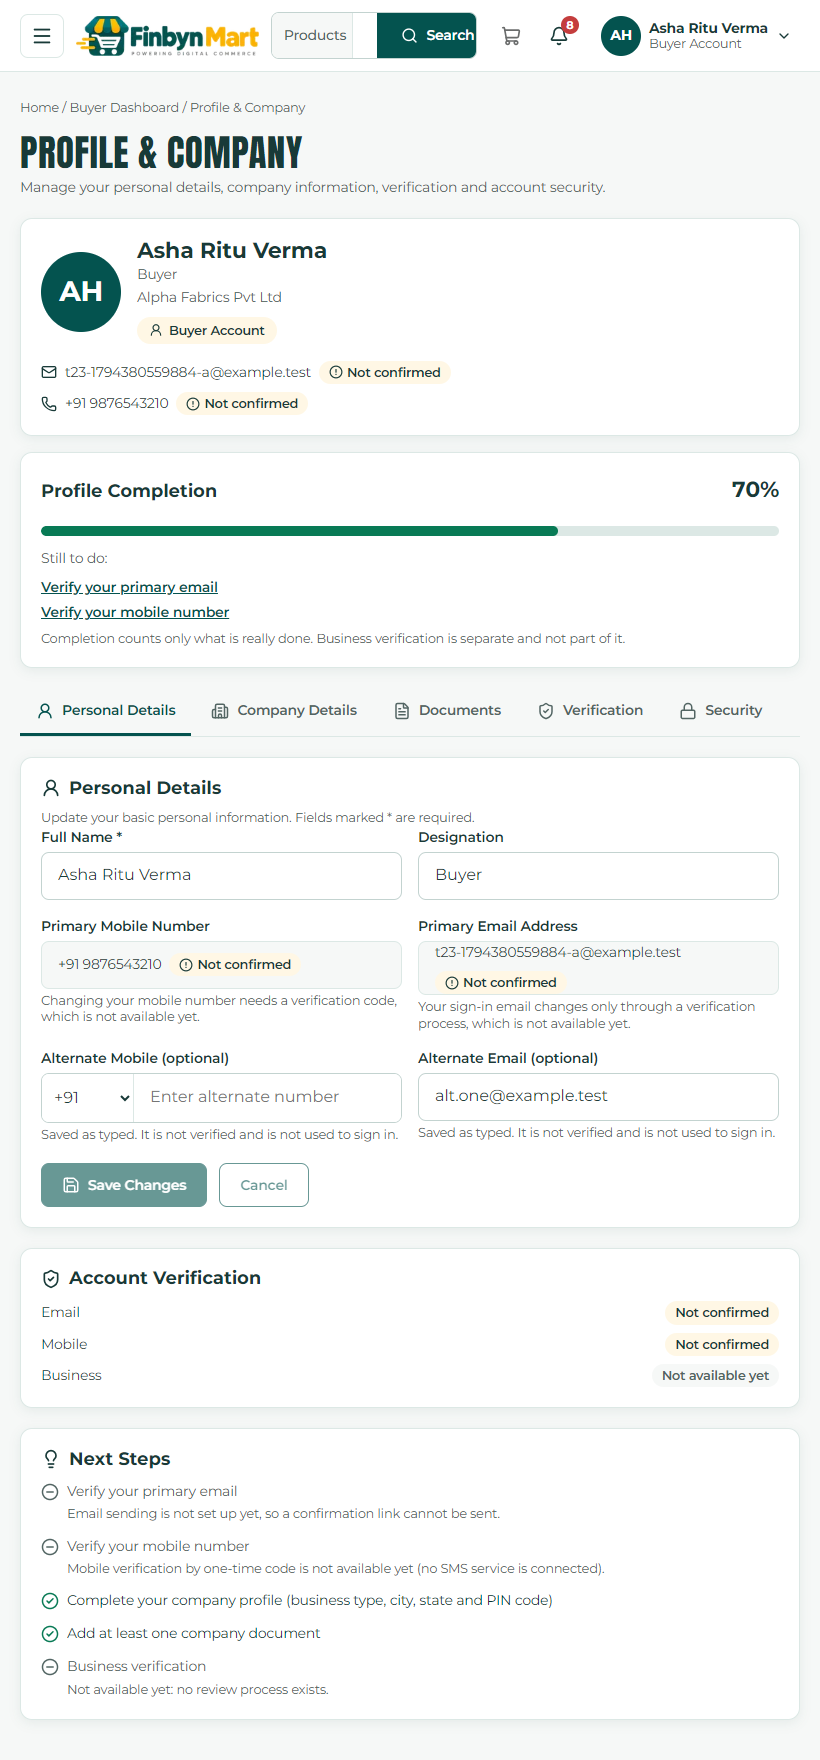 FinbynMart
POWERING DIGITAL COMMERCE
Products
Search
8
AH
Asha Ritu Verma
Buyer Account
Home / Buyer Dashboard / Profile & Company
PROFILE & COMPANY
Manage your personal details, company information, verification and account security.
AH
Asha Ritu Verma
Buyer
Alpha Fabrics Pvt Ltd
Buyer Account
t23-1794380559884-a@example.test Not confirmed
+91 9876543210 Not confirmed
Profile Completion 70%
Still to do:
Verify your primary email
Verify your mobile number
Completion counts only what is really done. Business verification is separate and not part of it.
Personal Details Company Details Documents Verification Security
Personal Details
Update your basic personal information. Fields marked * are required.
Full Name *
Asha Ritu Verma
Designation
Buyer
Primary Mobile Number
+91 9876543210 Not confirmed
Changing your mobile number needs a verification code,
which is not available yet.
Primary Email Address
t23-1794380559884-a@example.test
Not confirmed
Your sign-in email changes only through a verification
process, which is not available yet.
Alternate Mobile (optional)
+91 Enter alternate number
Saved as typed. It is not verified and is not used to sign in.
Alternate Email (optional)
alt.one@example.test
Saved as typed. It is not verified and is not used to sign in.
Save Changes Cancel
Account Verification
Email Not confirmed
Mobile Not confirmed
Business Not available yet
Next Steps
Verify your primary email
Email sending is not set up yet, so a confirmation link cannot be sent.
Verify your mobile number
Mobile verification by one-time code is not available yet (no SMS service is connected).
Complete your company profile (business type, city, state and PIN code)
Add at least one company document
Business verification
Not available yet: no review process exists.